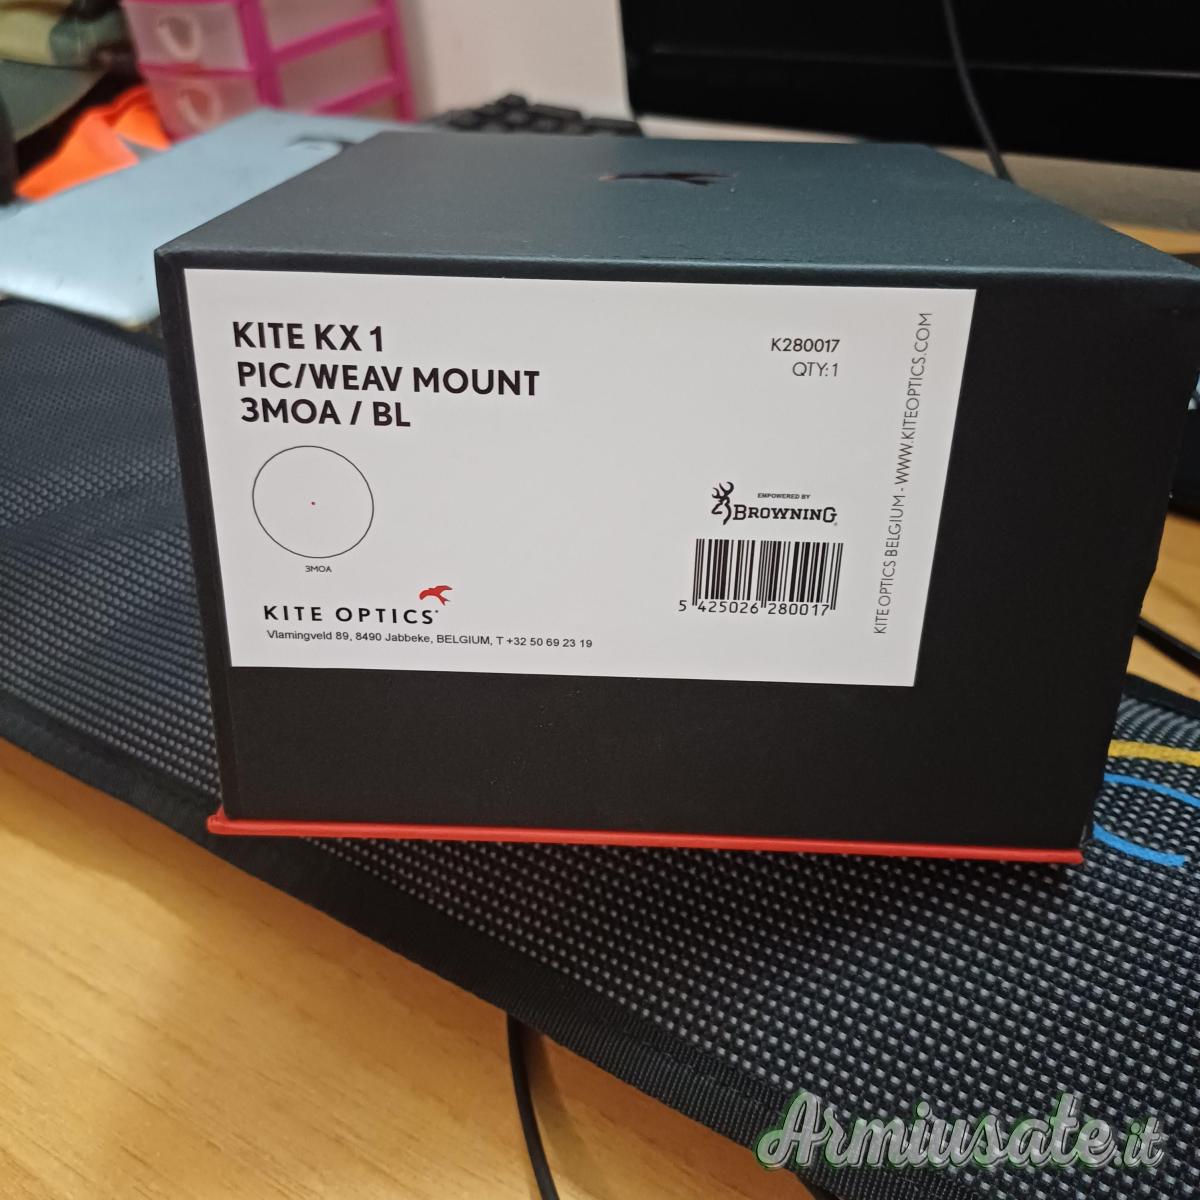 KITE KX 1
PIC/WEAV MOUNT
3MOA / BL
K280017
QTY:1
3MOA
EMPOWERED BY
BROWNING
5 425026 280017
KITE OPTICS
Vlamingveld 89, 8490 Jabbeke, BELGIUM, T +32 50 69 23 19
KITE OPTICS BELGIUM - WWW.KITEOPTICS.COM
Armiusate.it